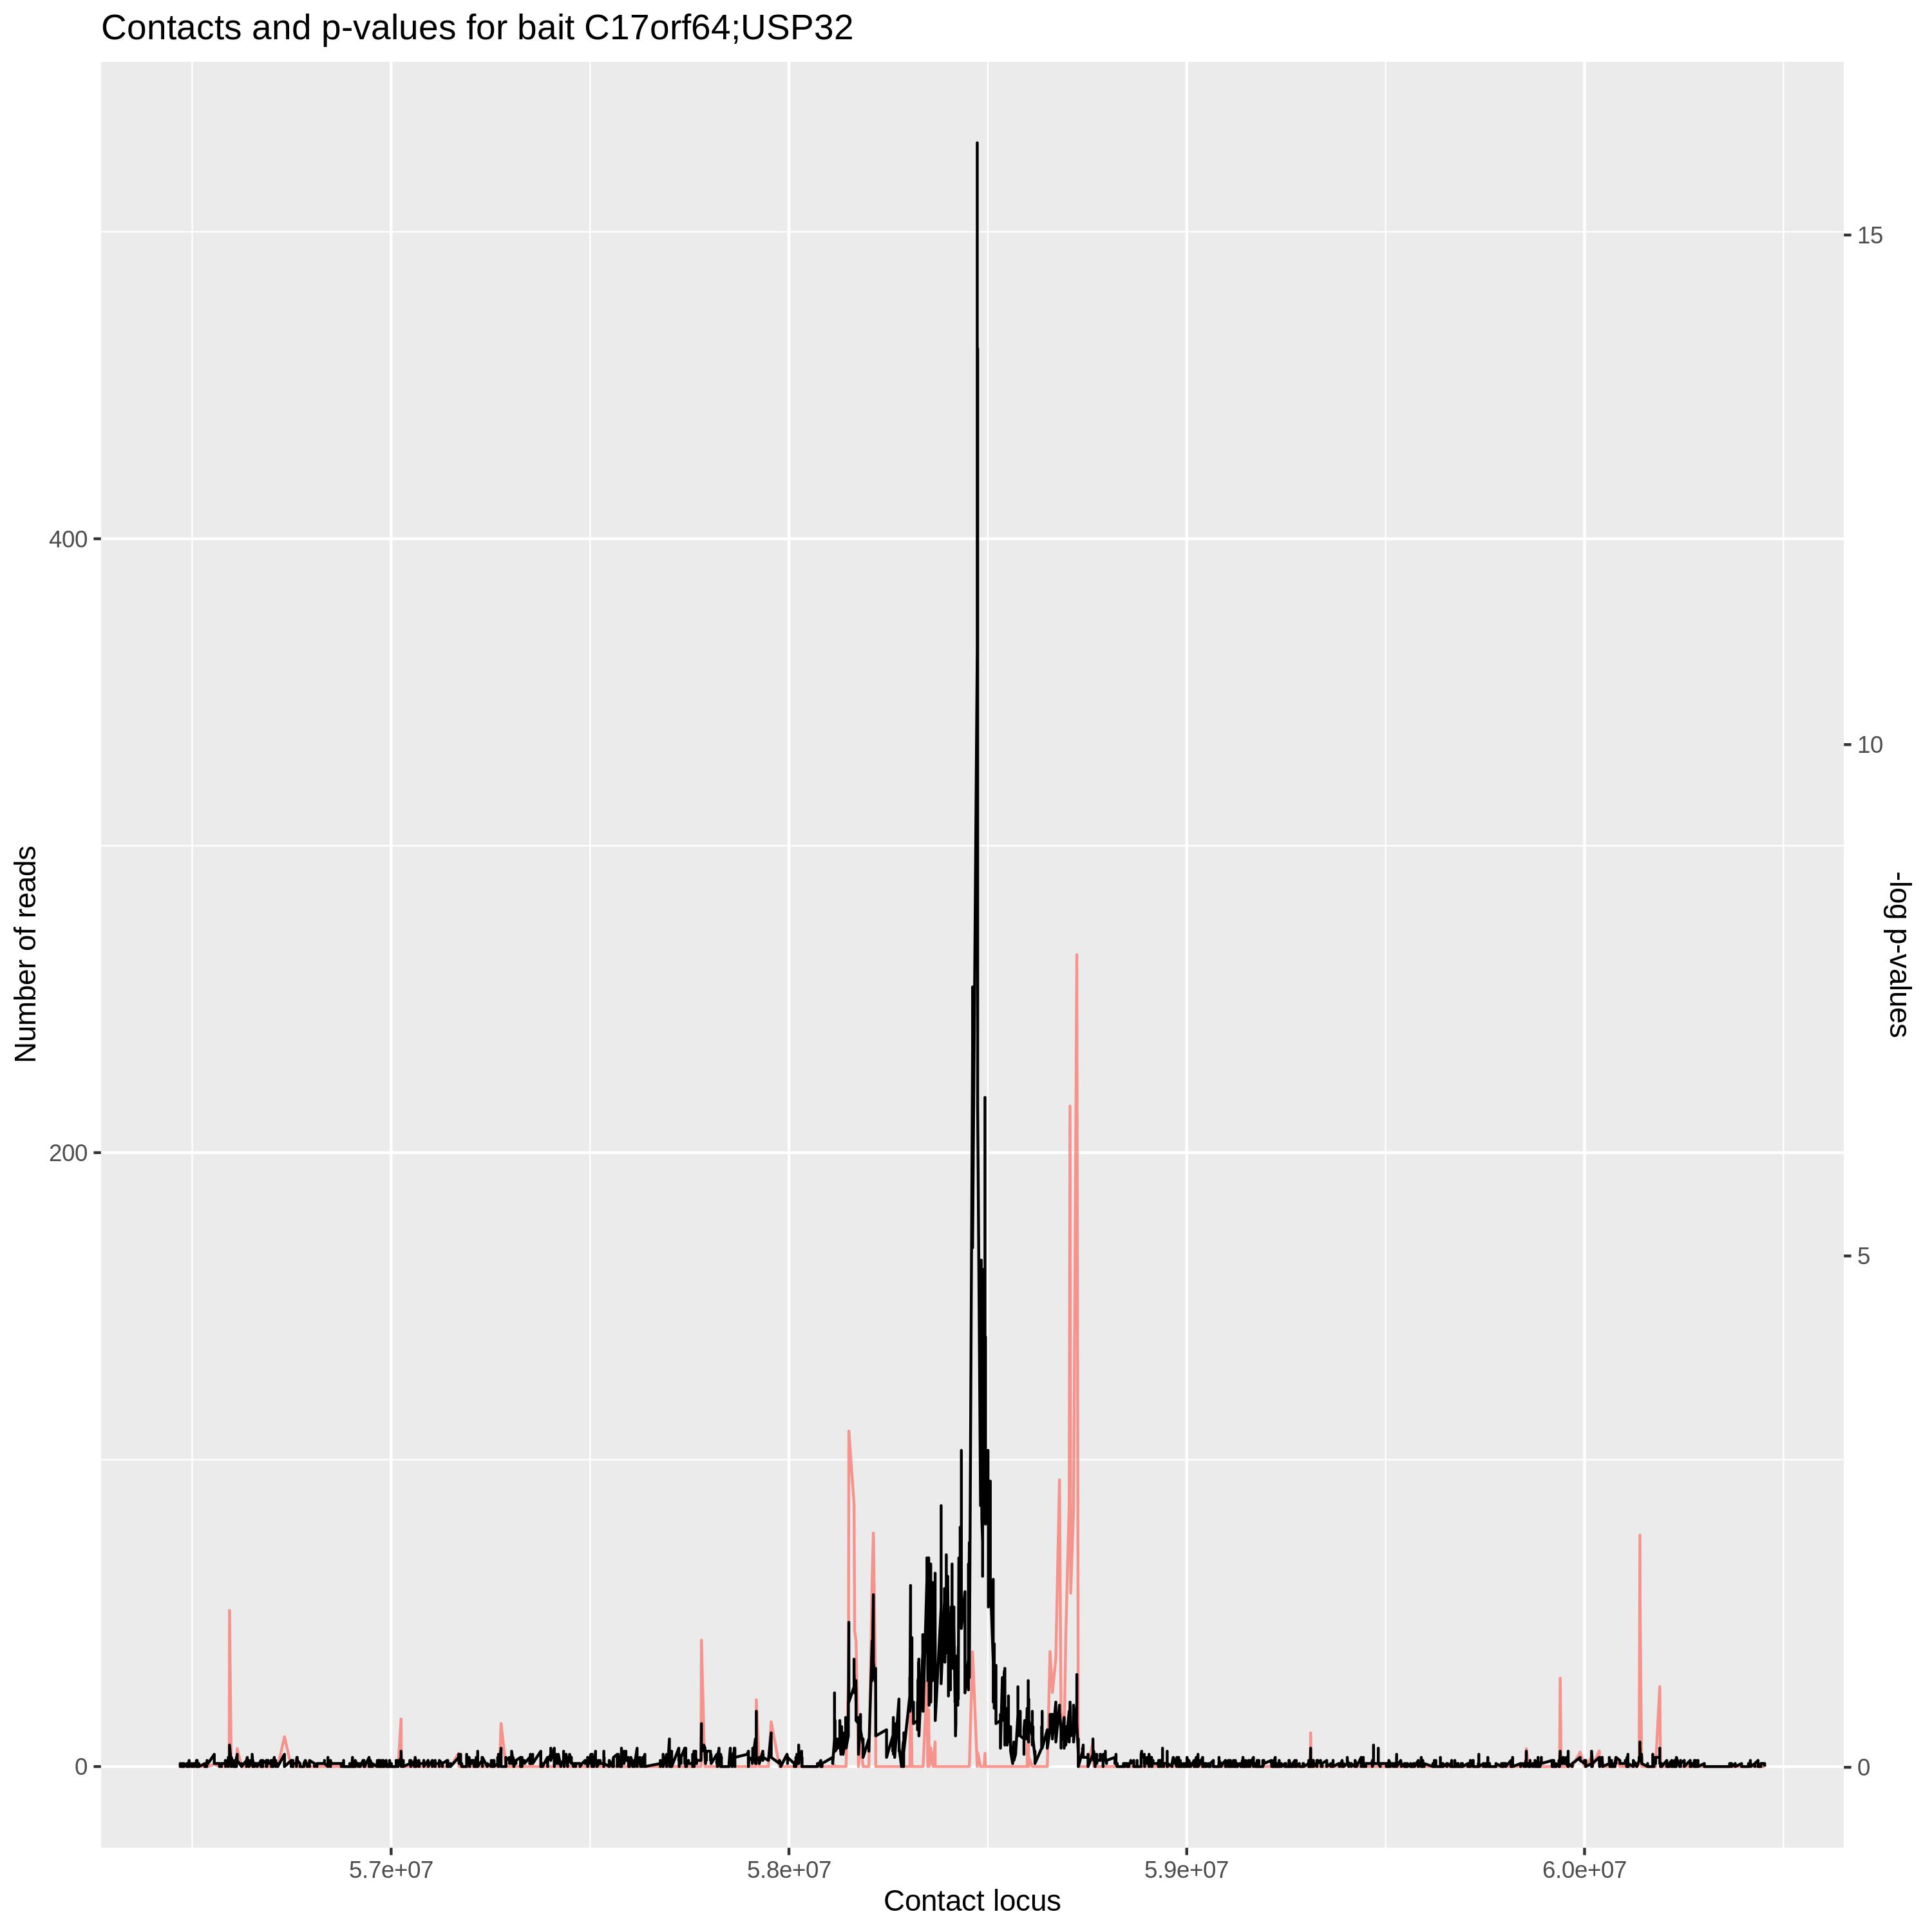 Contacts and p-values for bait C17orf64;USP32
Number of reads
400
200
0
15
10
5
0
-log p-values
5.7e+07
5.8e+07
5.9e+07
6.0e+07
Contact locus